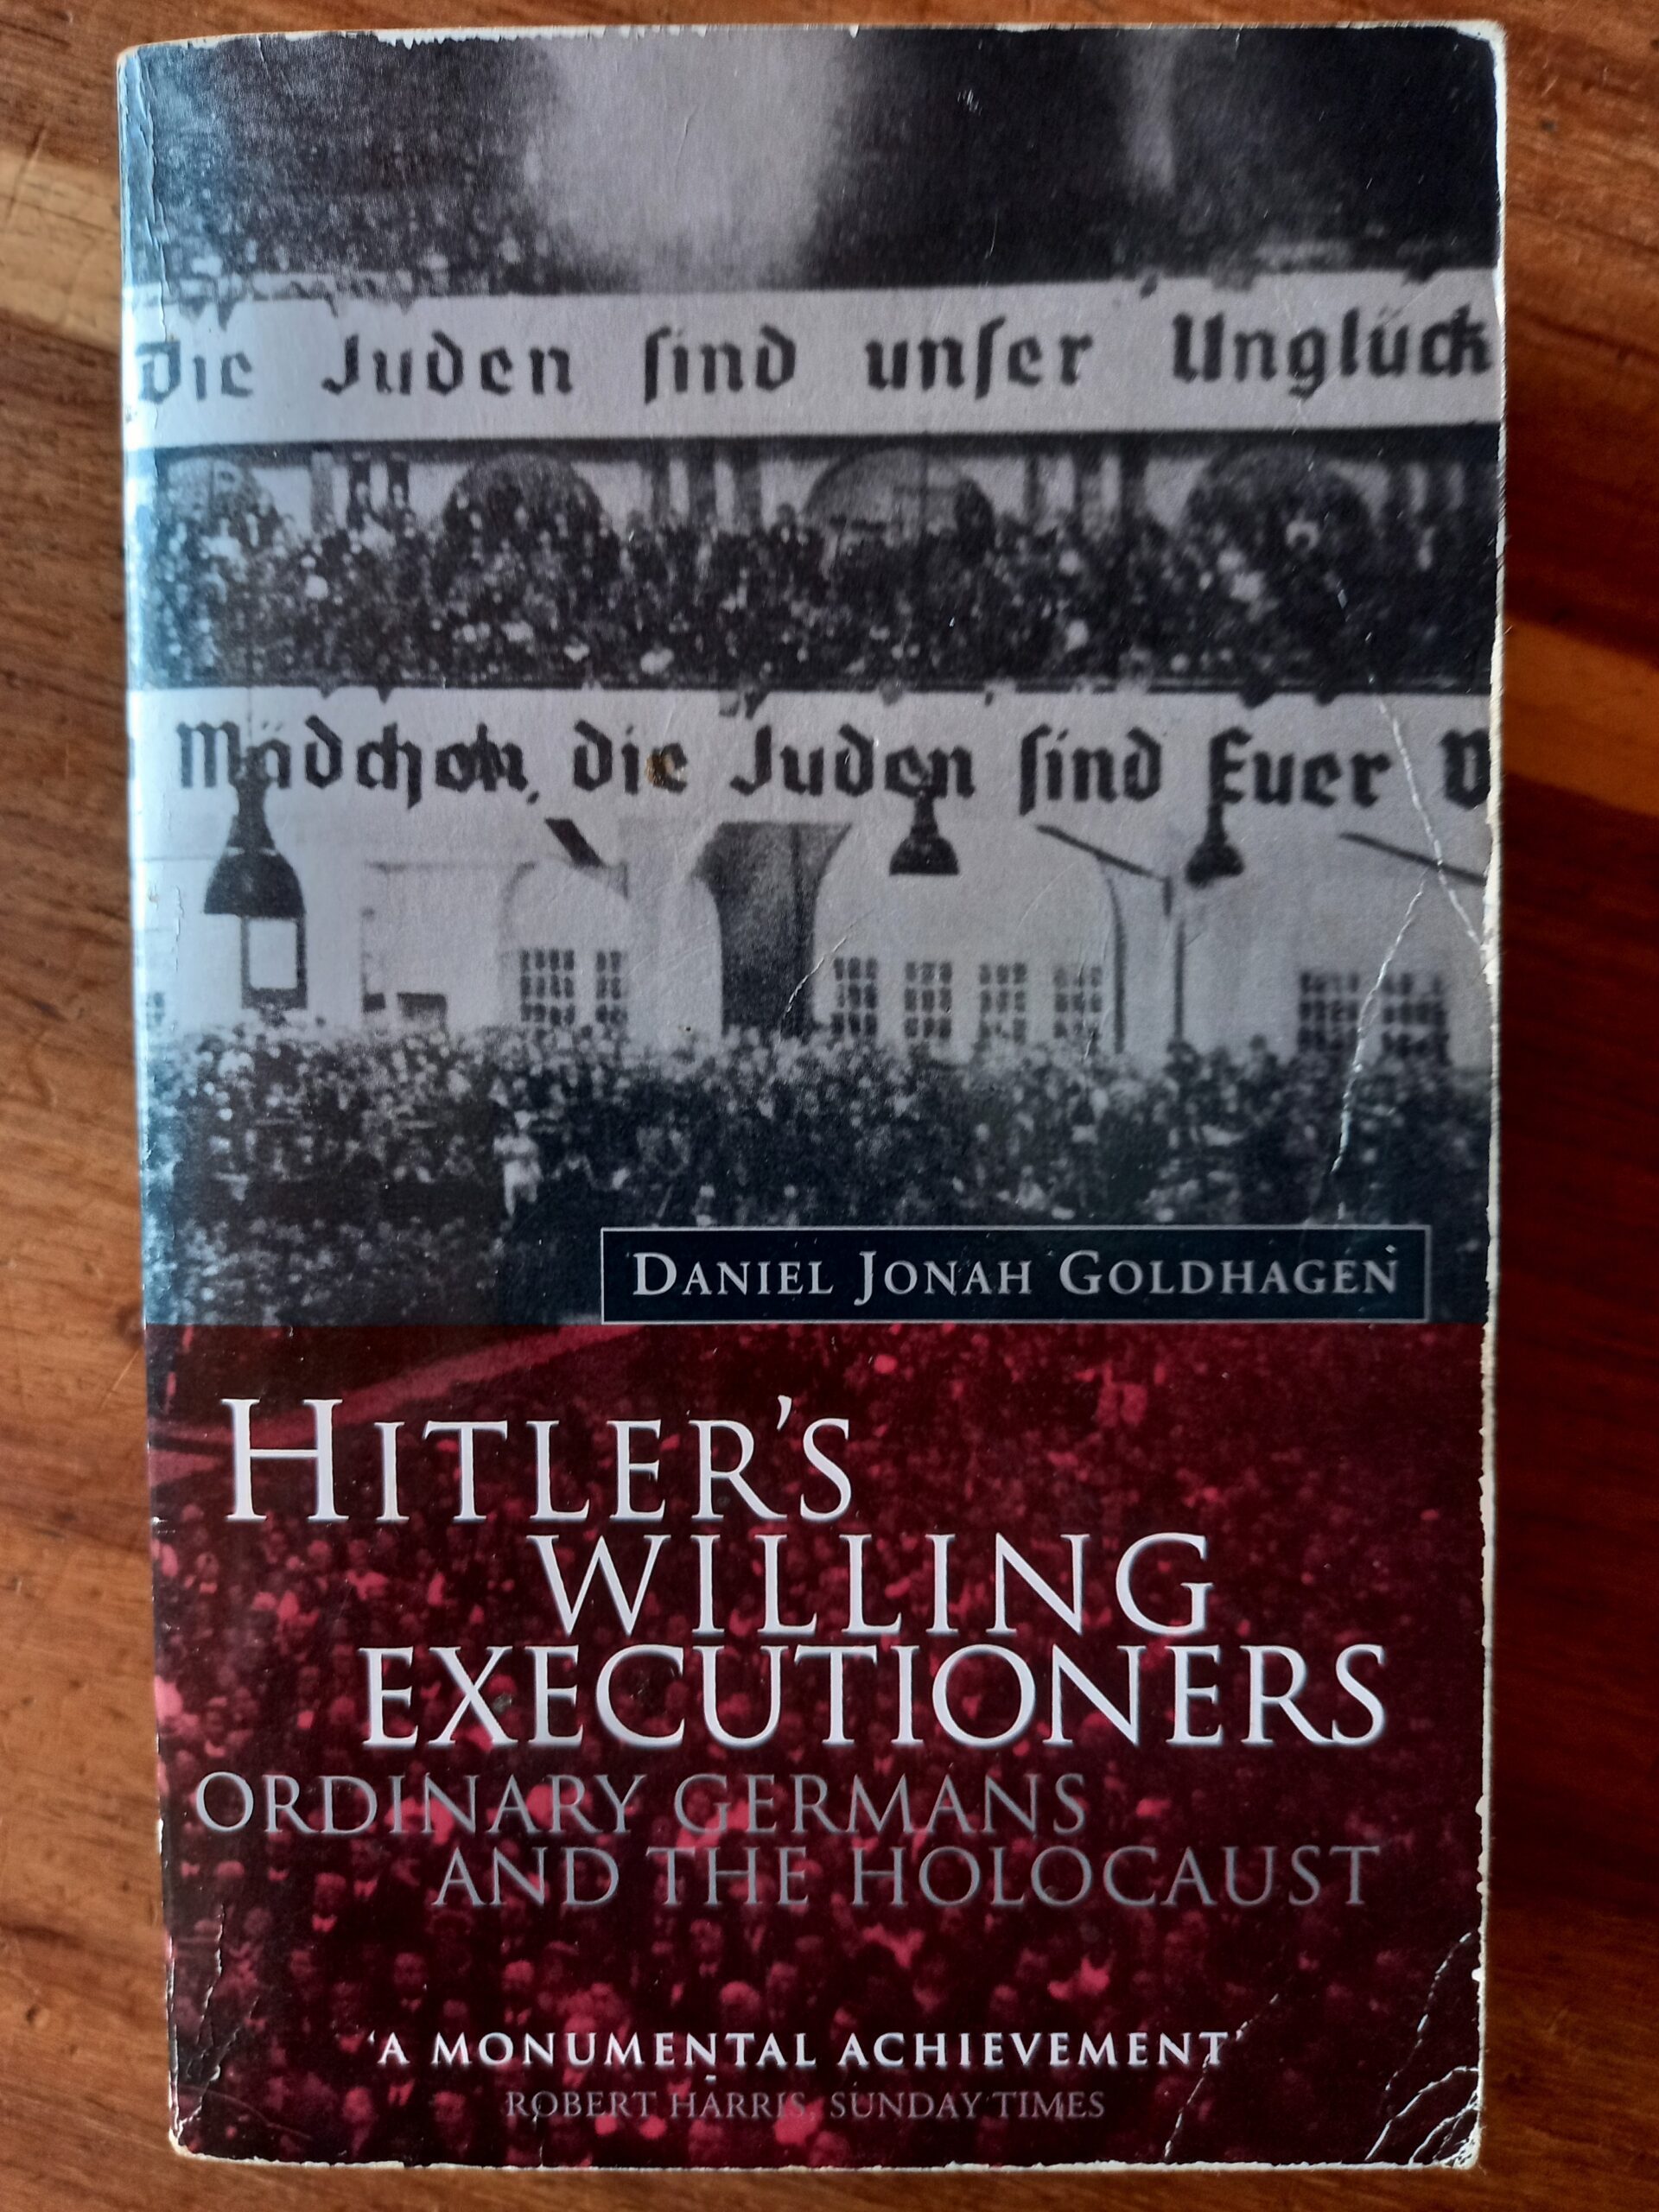 Die Juden sind unser Unglück
Mädchen, die Juden sind Euer V
DANIEL JONAH GOLDHAGEN
HITLER'S
WILLING
EXECUTIONERS
ORDINARY GERMANS
AND THE HOLOCAUST
'A MONUMENTAL ACHIEVEMENT'
ROBERT HARRIS, SUNDAY TIMES